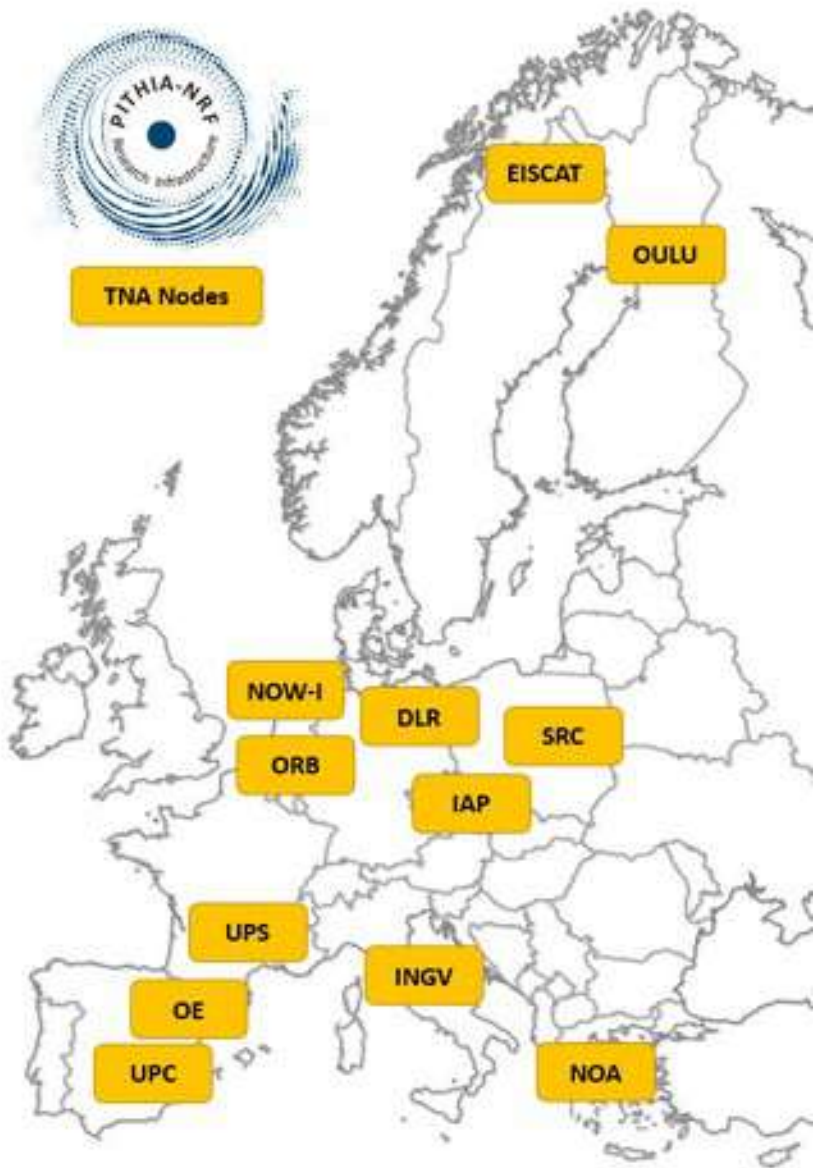 PITHIA-NRF
Research Infrastructure
TNA Nodes
EISCAT
OULU
NOW-I
DLR
SRC
ORB
IAP
UPS
INGV
OE
UPC
NOA